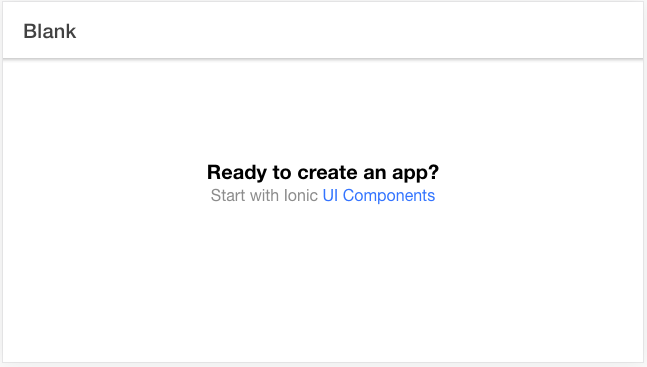 Blank
Ready to create an app?
Start with Ionic UI Components